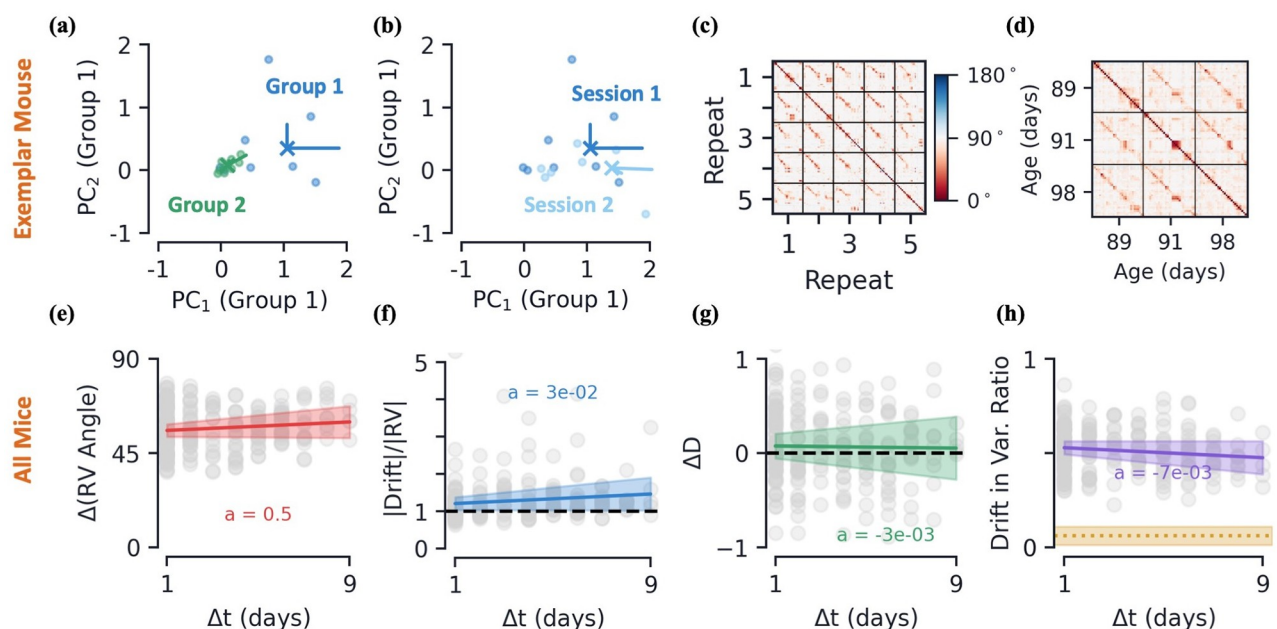 Exemplar Mouse
(a)
PC2 (Group 1)
2
1
0
-1
Group 1
Group 2
-1 0 1 2
PC1 (Group 1)
(b)
PC2 (Group 1)
2
1
0
-1
Session 1
Session 2
-1 0 1 2
PC1 (Group 1)
(c)
Repeat
1
3
5
1 3 5
Repeat
180°
90°
0°
(d)
Age (days)
89
91
98
89 91 98
Age (days)
All Mice
(e)
Δ(RV Angle)
90
45
0
a = 0.5
1 9
Δt (days)
(f)
|Drift|/|RV|
5
1
0
a = 3e-02
1 9
Δt (days)
(g)
ΔD
1
0
−1
a = -3e-03
1 9
Δt (days)
(h)
Drift in Var. Ratio
1
0
a = -7e-03
1 9
Δt (days)